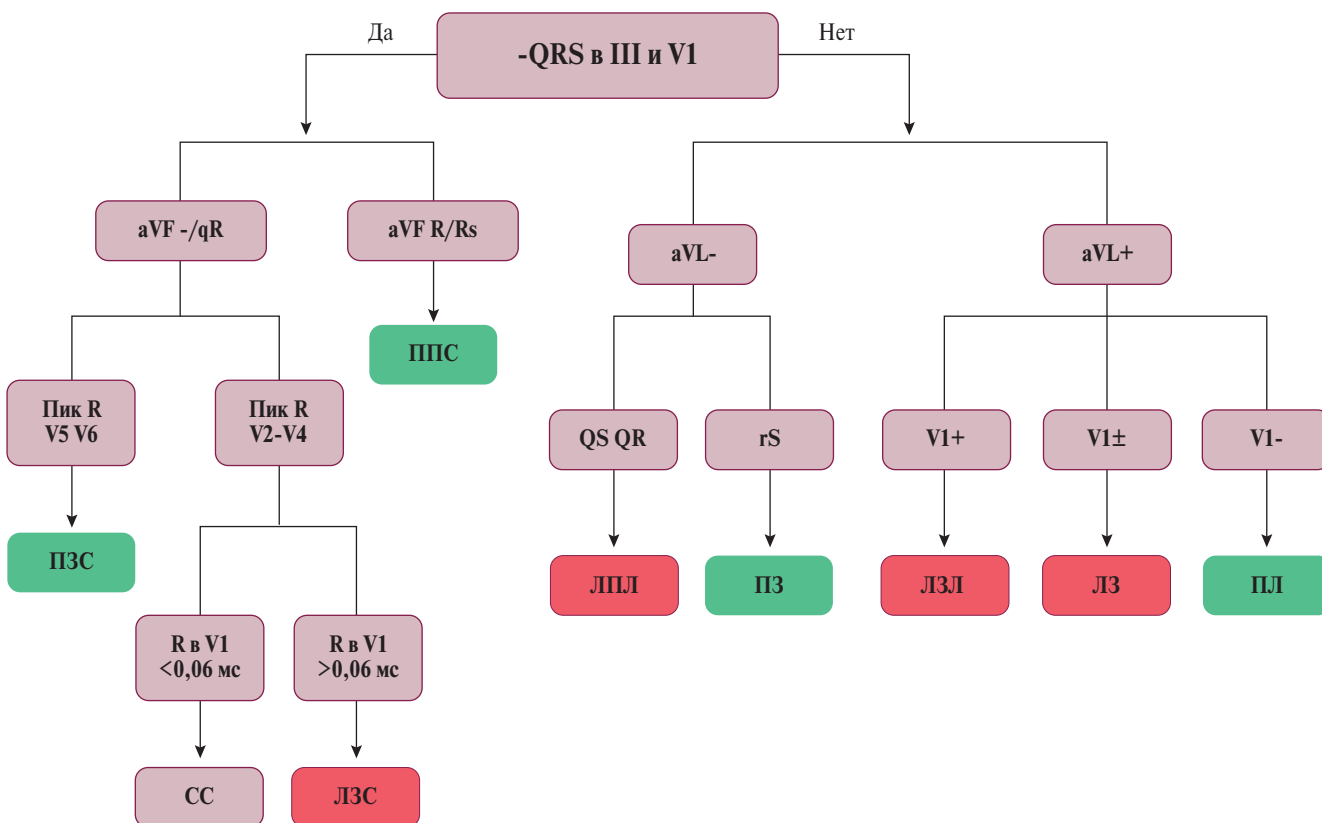 Да
Нет
-QRS в III и V1
aVF -/qR
aVF R/Rs
aVL-
aVL+
ППС
Пик R
V5 V6
Пик R
V2-V4
QS QR
rS
V1+
V1±
V1-
ПЗС
ЛПЛ
ПЗ
ЛЗЛ
ЛЗ
ПЛ
R в V1
<0,06 мс
R в V1
>0,06 мс
СС
ЛЗС